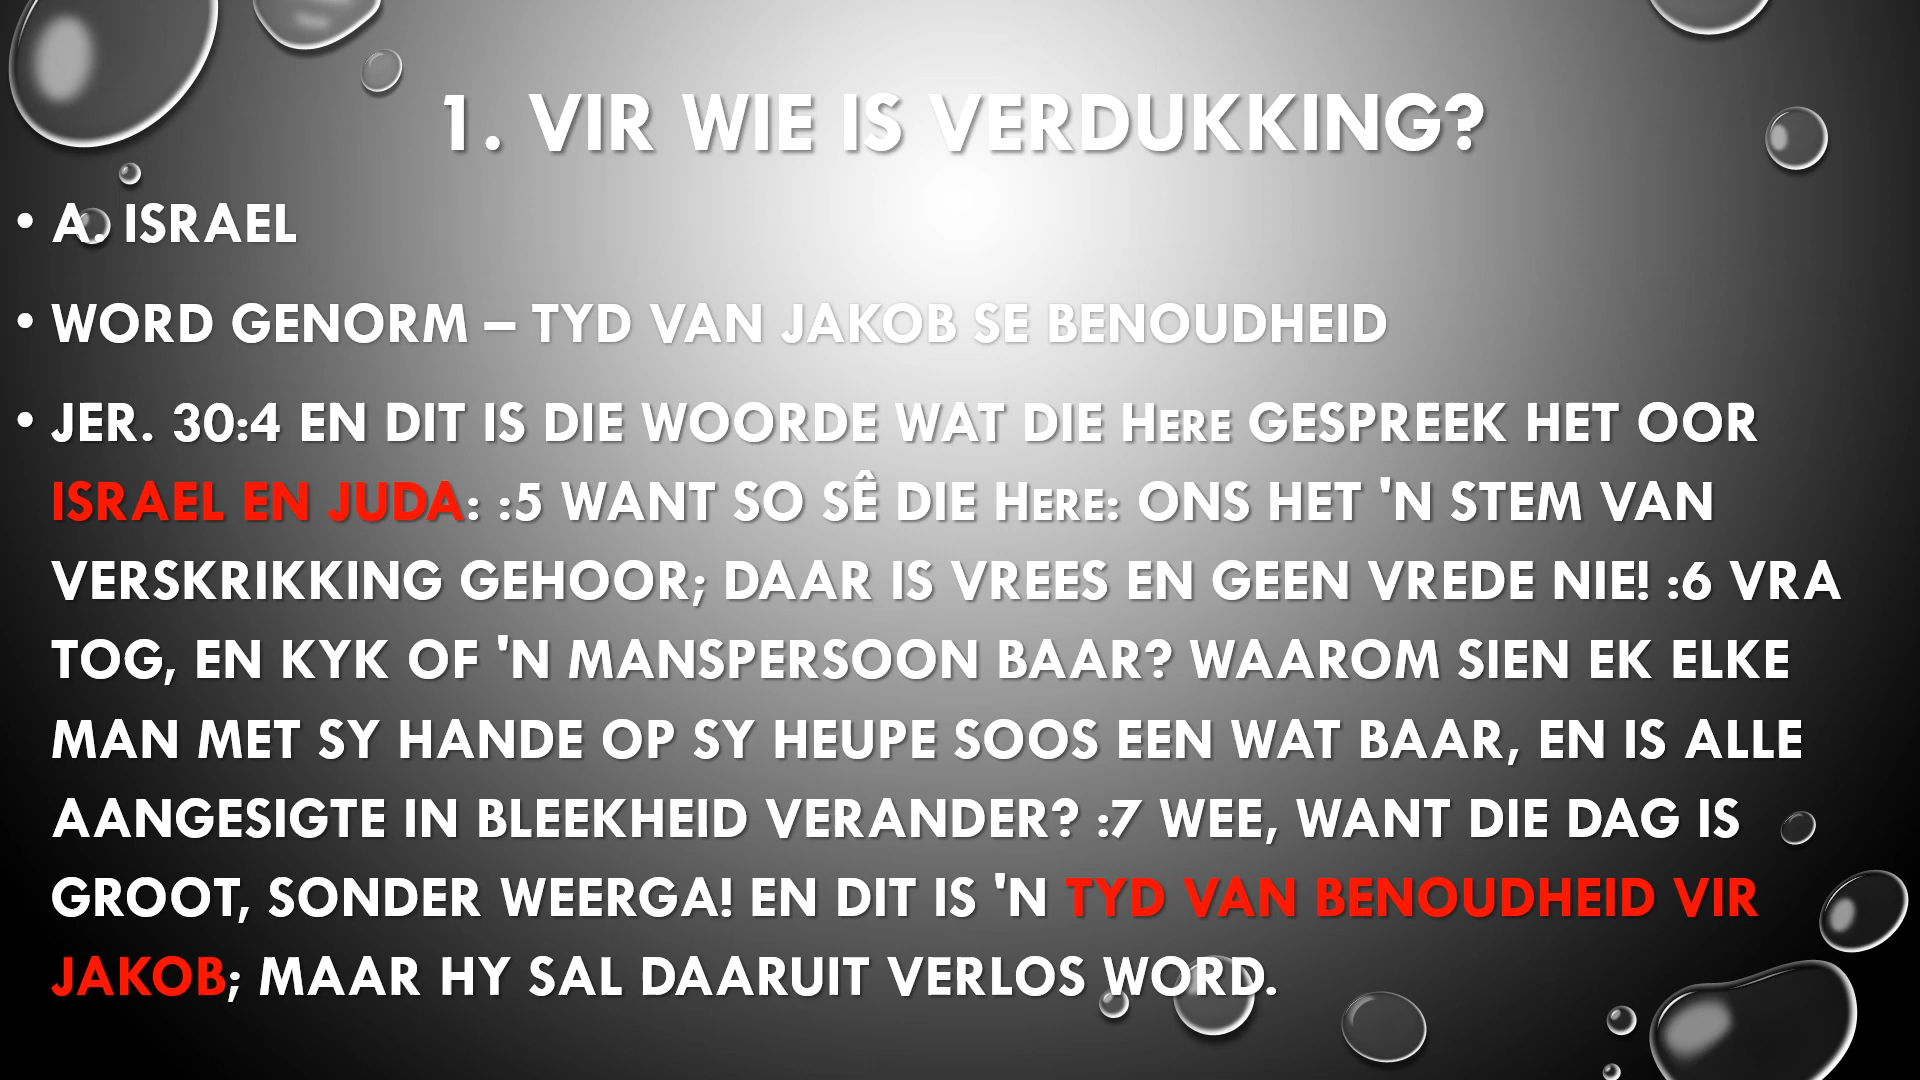 1. VIR WIE IS VERDUKKING?
• A. ISRAEL
• WORD GENORM – TYD VAN JAKOB SE BENOUDHEID
• JER. 30:4 EN DIT IS DIE WOORDE WAT DIE HERE GESPREEK HET OOR
ISRAEL EN JUDA: :5 WANT SO SÊ DIE HERE: ONS HET 'N STEM VAN
VERSKRIKKING GEHOOR; DAAR IS VREES EN GEEN VREDE NIE! :6 VRA
TOG, EN KYK OF 'N MANSPERSOON BAAR? WAAROM SIEN EK ELKE
MAN MET SY HANDE OP SY HEUPE SOOS EEN WAT BAAR, EN IS ALLE
AANGESIGTE IN BLEEKHEID VERANDER? :7 WEE, WANT DIE DAG IS
GROOT, SONDER WEERGA! EN DIT IS 'N TYD VAN BENOUDHEID VIR
JAKOB; MAAR HY SAL DAARUIT VERLOS WORD.